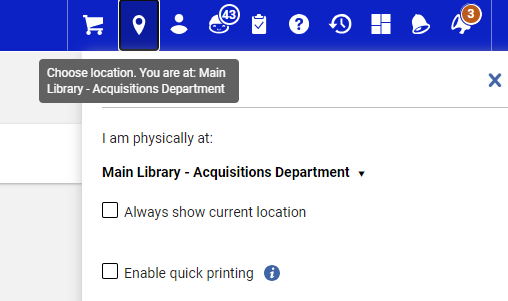 43
3
Choose location. You are at: Main
Library - Acquisitions Department
I am physically at:
Main Library - Acquisitions Department
Always show current location
Enable quick printing